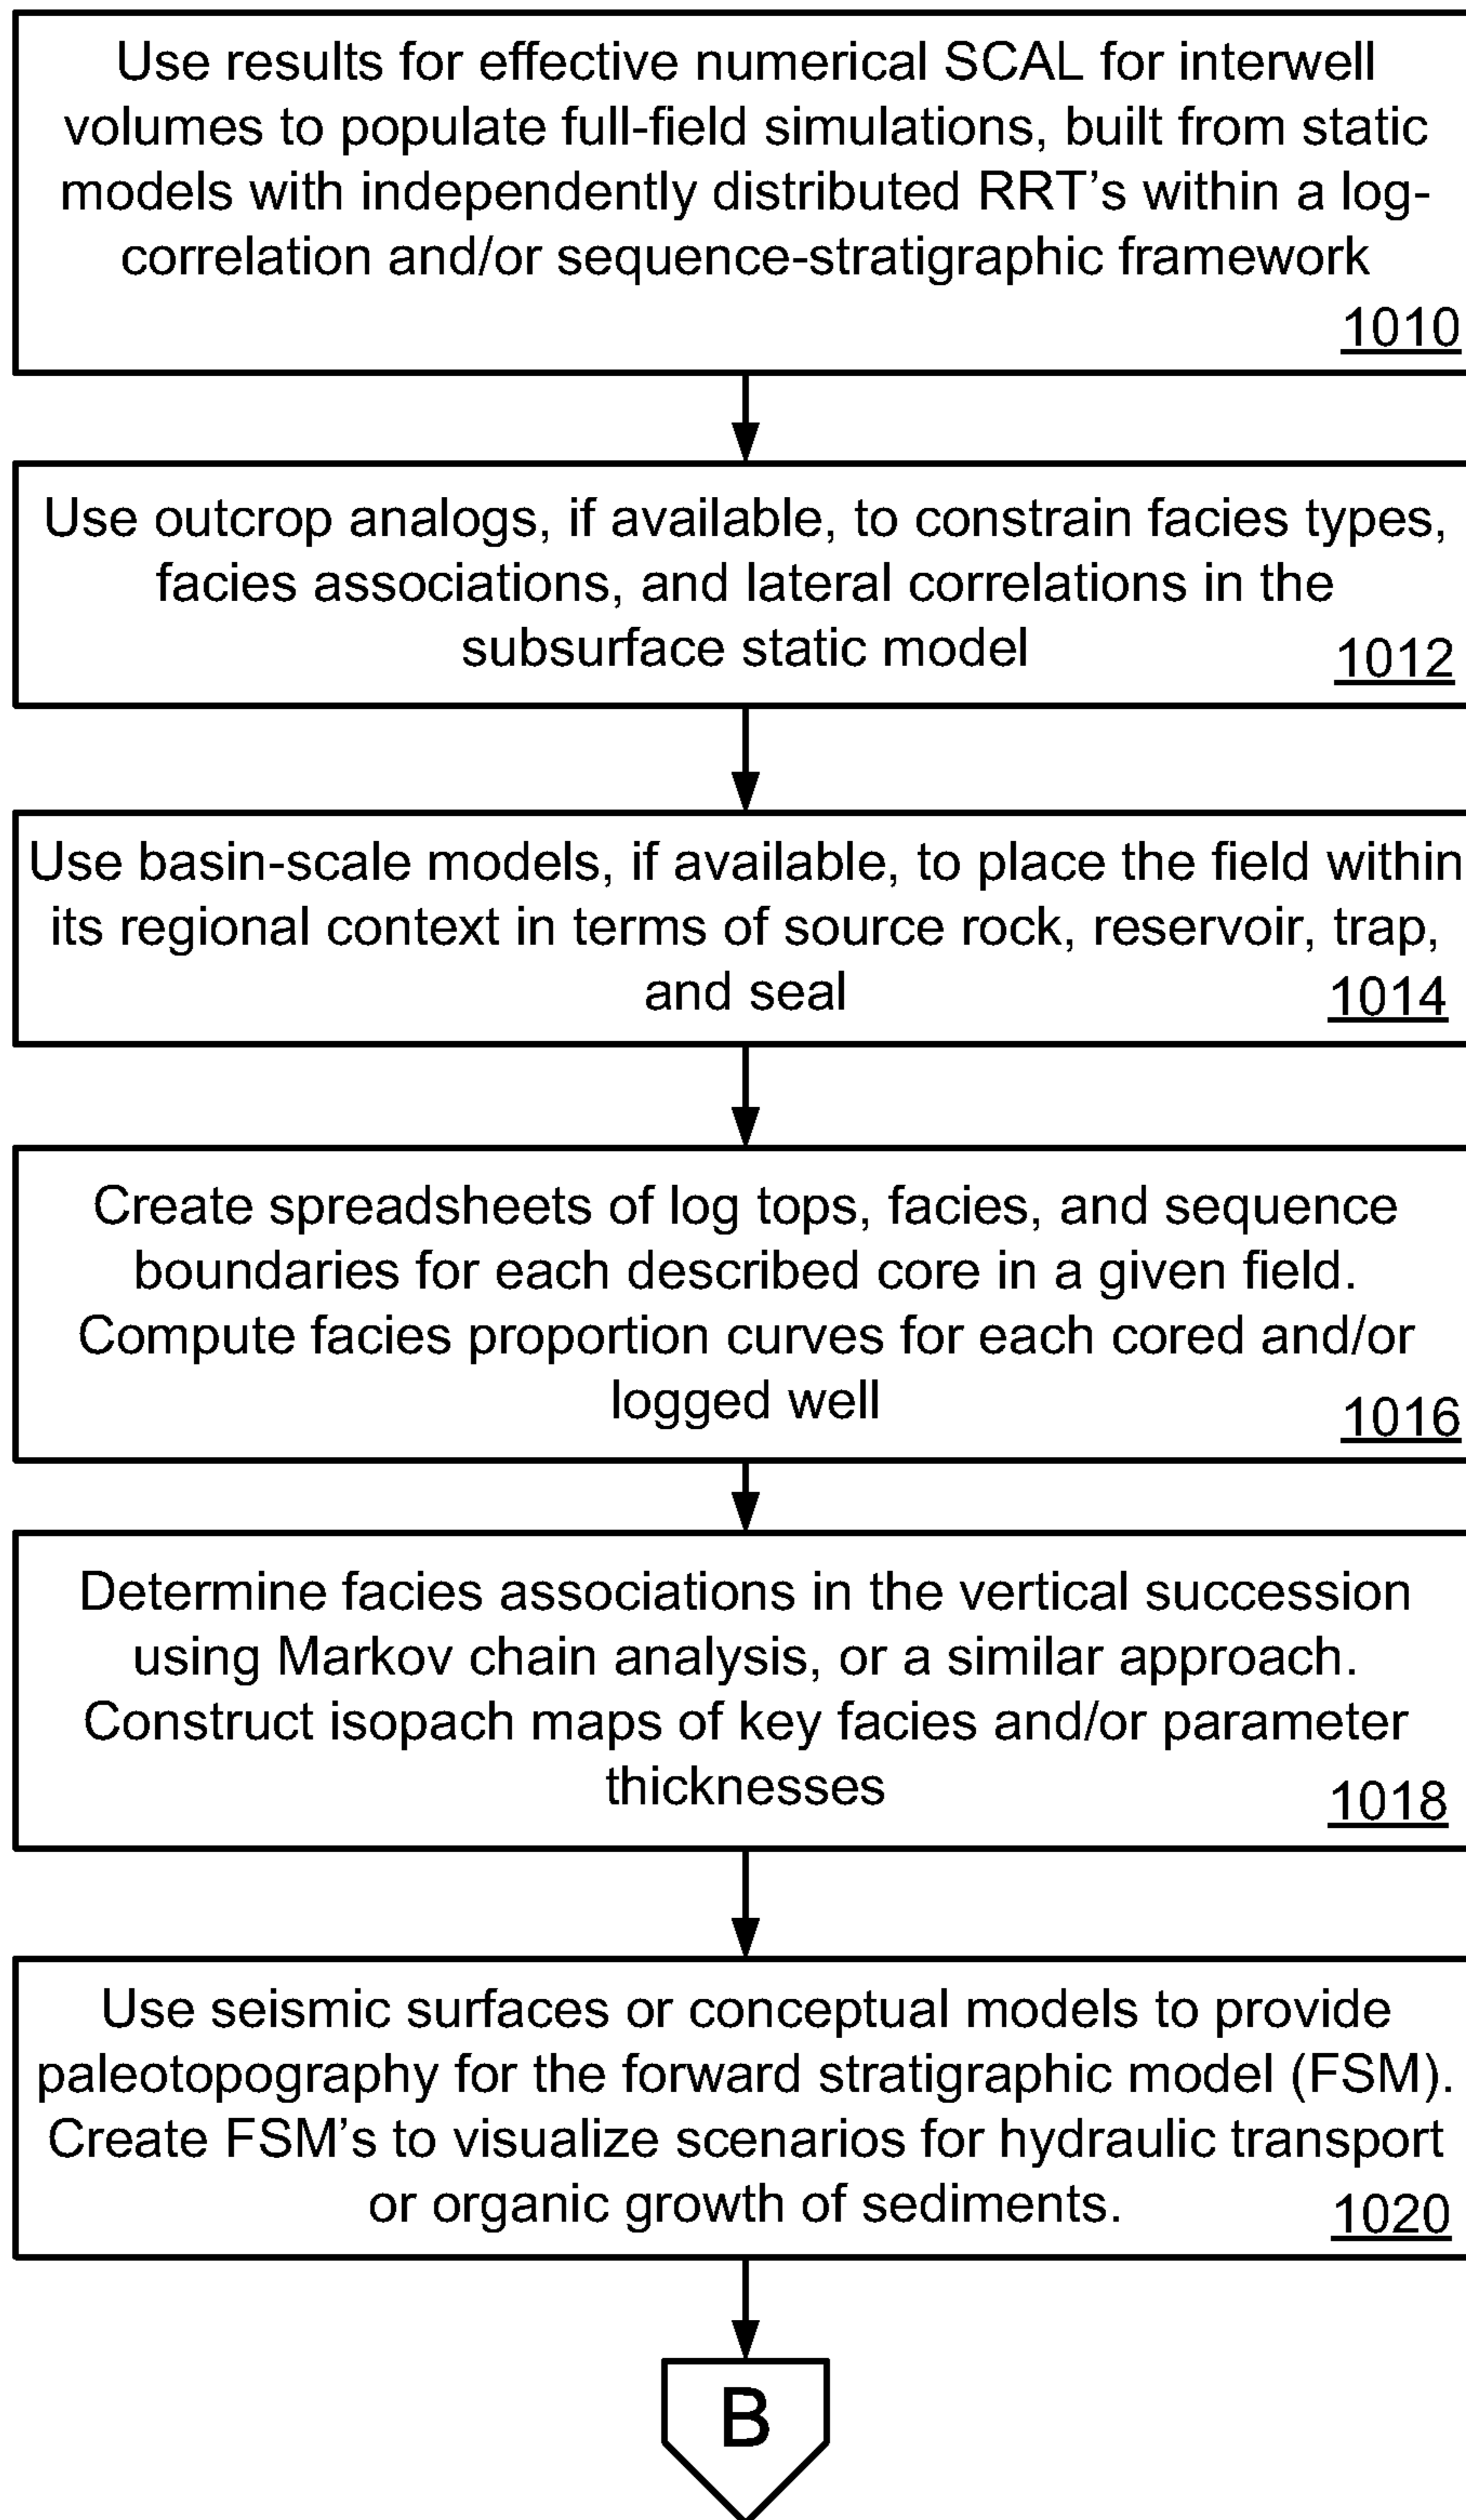 Use results for effective numerical SCAL for interwell
volumes to populate full-field simulations, built from static
models with independently distributed RRT's within a log-
correlation and/or sequence-stratigraphic framework
1010
Use outcrop analogs, if available, to constrain facies types,
facies associations, and lateral correlations in the
subsurface static model
1012
Use basin-scale models, if available, to place the field within
its regional context in terms of source rock, reservoir, trap,
and seal
1014
Create spreadsheets of log tops, facies, and sequence
boundaries for each described core in a given field.
Compute facies proportion curves for each cored and/or
logged well
1016
Determine facies associations in the vertical succession
using Markov chain analysis, or a similar approach.
Construct isopach maps of key facies and/or parameter
thicknesses
1018
Use seismic surfaces or conceptual models to provide
paleotopography for the forward stratigraphic model (FSM).
Create FSM's to visualize scenarios for hydraulic transport
or organic growth of sediments.
1020
B